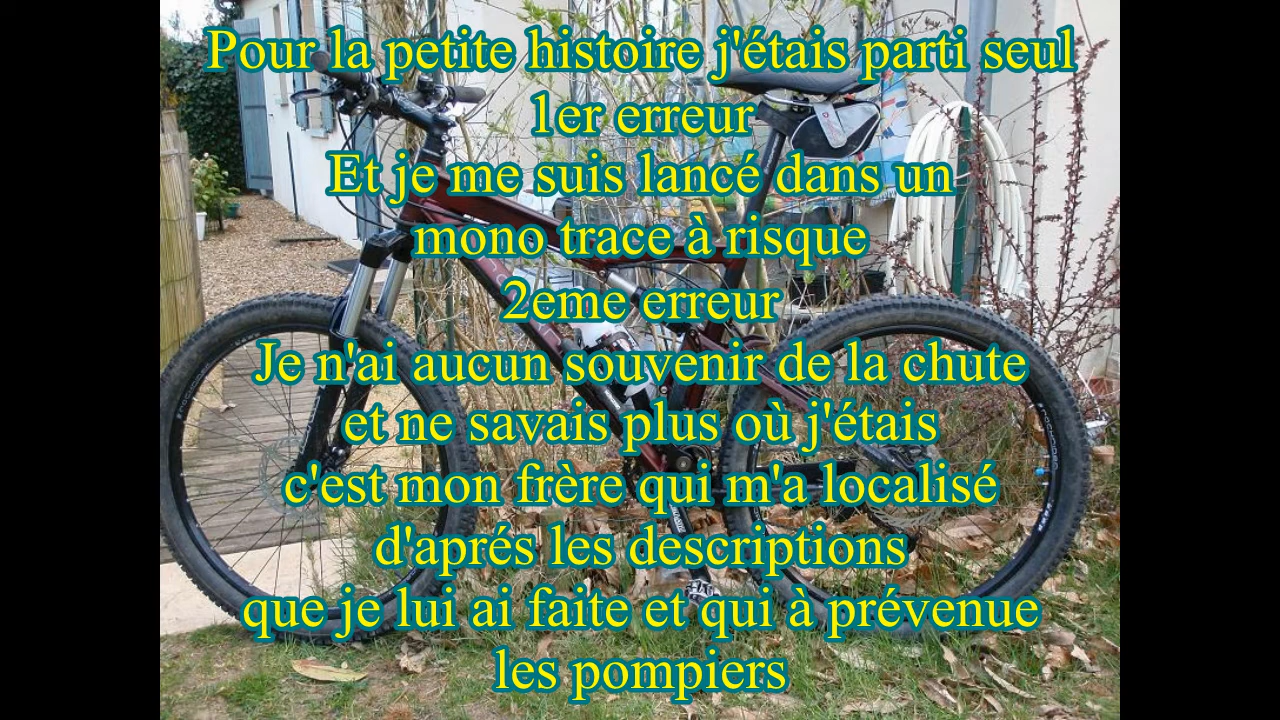 Pour la petite histoire j'étais parti seul
1er erreur
Et je me suis lancé dans un
mono trace à risque
2eme erreur
Je n'ai aucun souvenir de la chute
et ne savais plus où j'étais
c'est mon frère qui m'a localisé
d'aprés les descriptions
que je lui ai faite et qui à prévenue
les pompiers